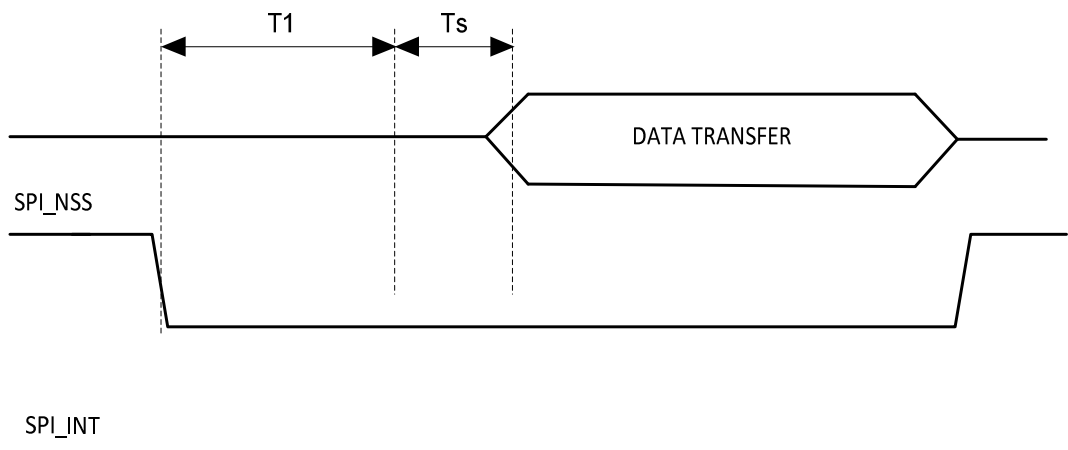 T1
Ts
DATA TRANSFER
SPI_NSS
SPI_INT